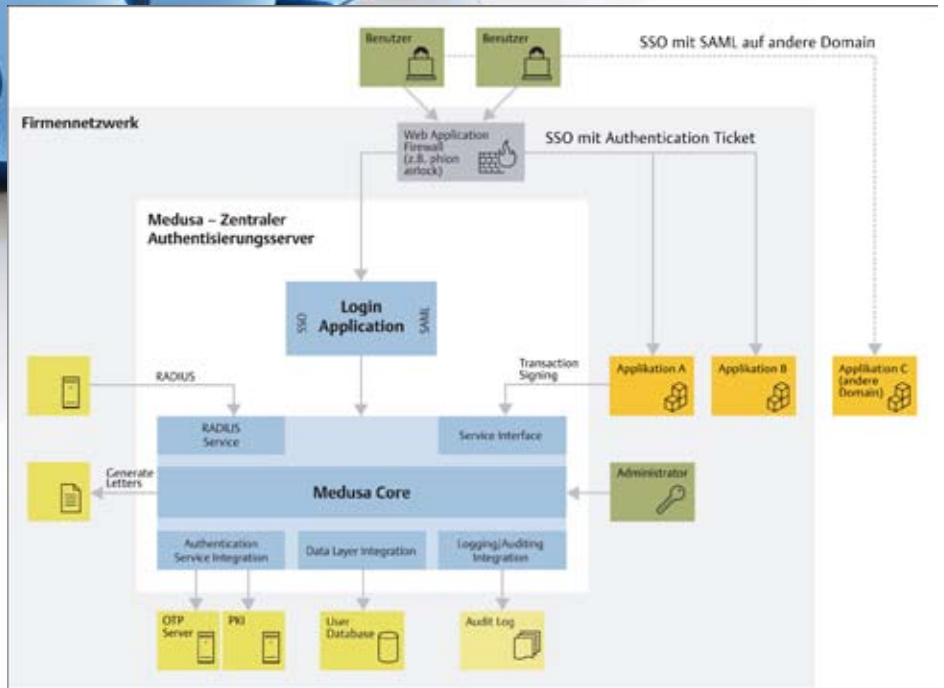 Benutzer
Benutzer
SSO mit SAML auf andere Domain
Firmennetzwerk
Web Application
Firewall
(z.B. phion
airlock)
SSO mit Authentication Ticket
Medusa – Zentraler
Authentisierungsserver
SSO
Login
Application
SAML
RADIUS
Transaction
Signing
Applikation A
Applikation B
Applikation C
(andere
Domain)
RADIUS
Service
Service Interface
Generate
Letters
Medusa Core
Administrator
Authentication
Service Integration
Data Layer Integration
Logging/Auditing
Integration
OTP
Server
PKI
User
Database
Audit Log